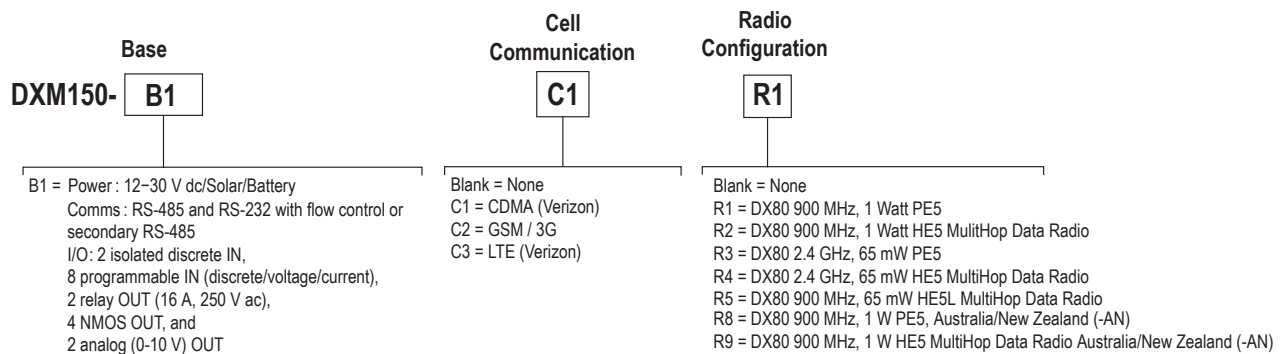 Base
Cell
Communication
Radio
Configuration
DXM150- B1
C1
R1
B1 = Power : 12–30 V dc/Solar/Battery
Comms : RS-485 and RS-232 with flow control or
secondary RS-485
I/O: 2 isolated discrete IN,
8 programmable IN (discrete/voltage/current),
2 relay OUT (16 A, 250 V ac),
4 NMOS OUT, and
2 analog (0-10 V) OUT
Blank = None
C1 = CDMA (Verizon)
C2 = GSM / 3G
C3 = LTE (Verizon)
Blank = None
R1 = DX80 900 MHz, 1 Watt PE5
R2 = DX80 900 MHz, 1 Watt HE5 MulitHop Data Radio
R3 = DX80 2.4 GHz, 65 mW PE5
R4 = DX80 2.4 GHz, 65 mW HE5 MultiHop Data Radio
R5 = DX80 900 MHz, 65 mW HE5L MultiHop Data Radio
R8 = DX80 900 MHz, 1 W PE5, Australia/New Zealand (-AN)
R9 = DX80 900 MHz, 1 W HE5 MultiHop Data Radio Australia/New Zealand (-AN)